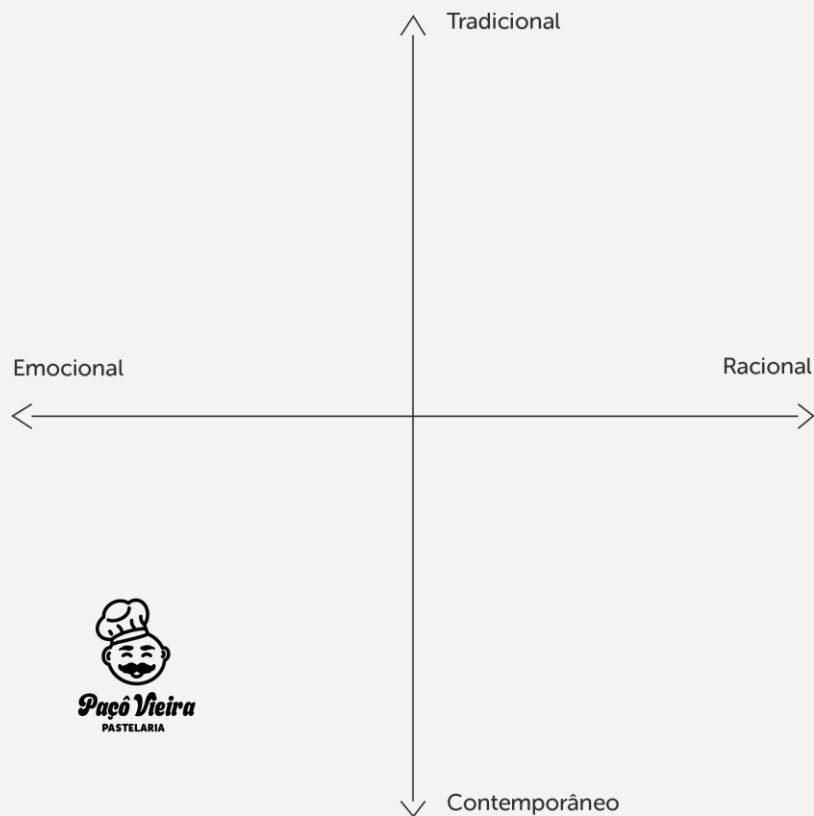 Tradicional
Emocional
Racional
Paçô Vieira
PASTELARIA
Contemporâneo